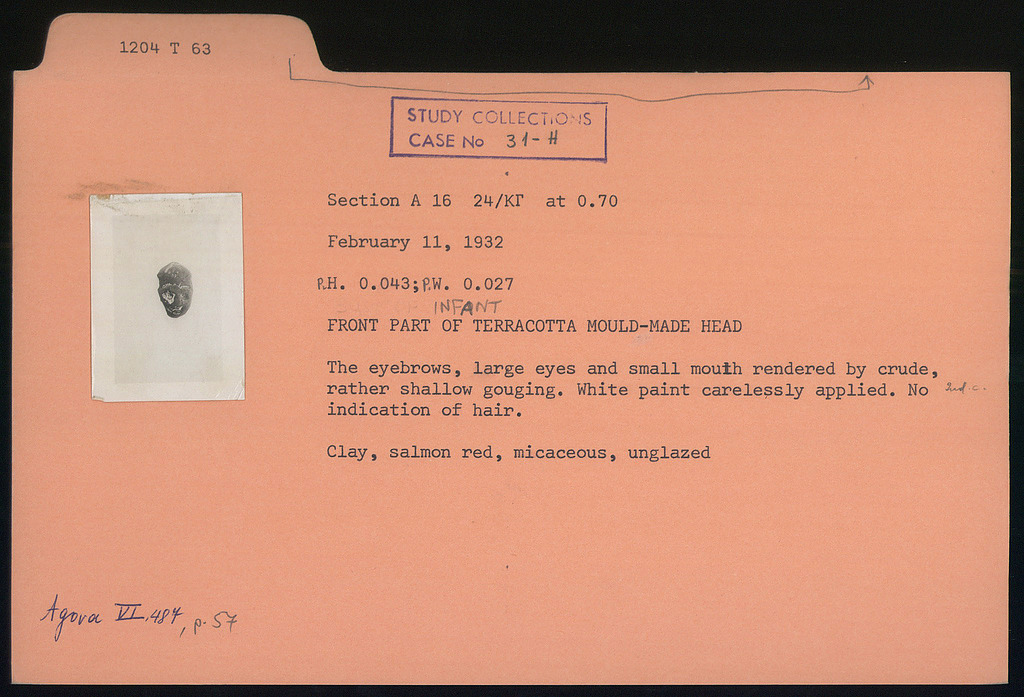 1204 T 63
STUDY COLLECTIONS
CASE No 31-H
Section A 16 24/ΚΓ at 0.70
February 11, 1932
P.H. 0.043; P.W. 0.027
INFANT
FRONT PART OF TERRACOTTA MOULD-MADE HEAD
The eyebrows, large eyes and small mouth rendered by crude,
rather shallow gouging. White paint carelessly applied. No 2nd. c.
indication of hair.
Clay, salmon red, micaceous, unglazed
Agora VI, 487, p. 57